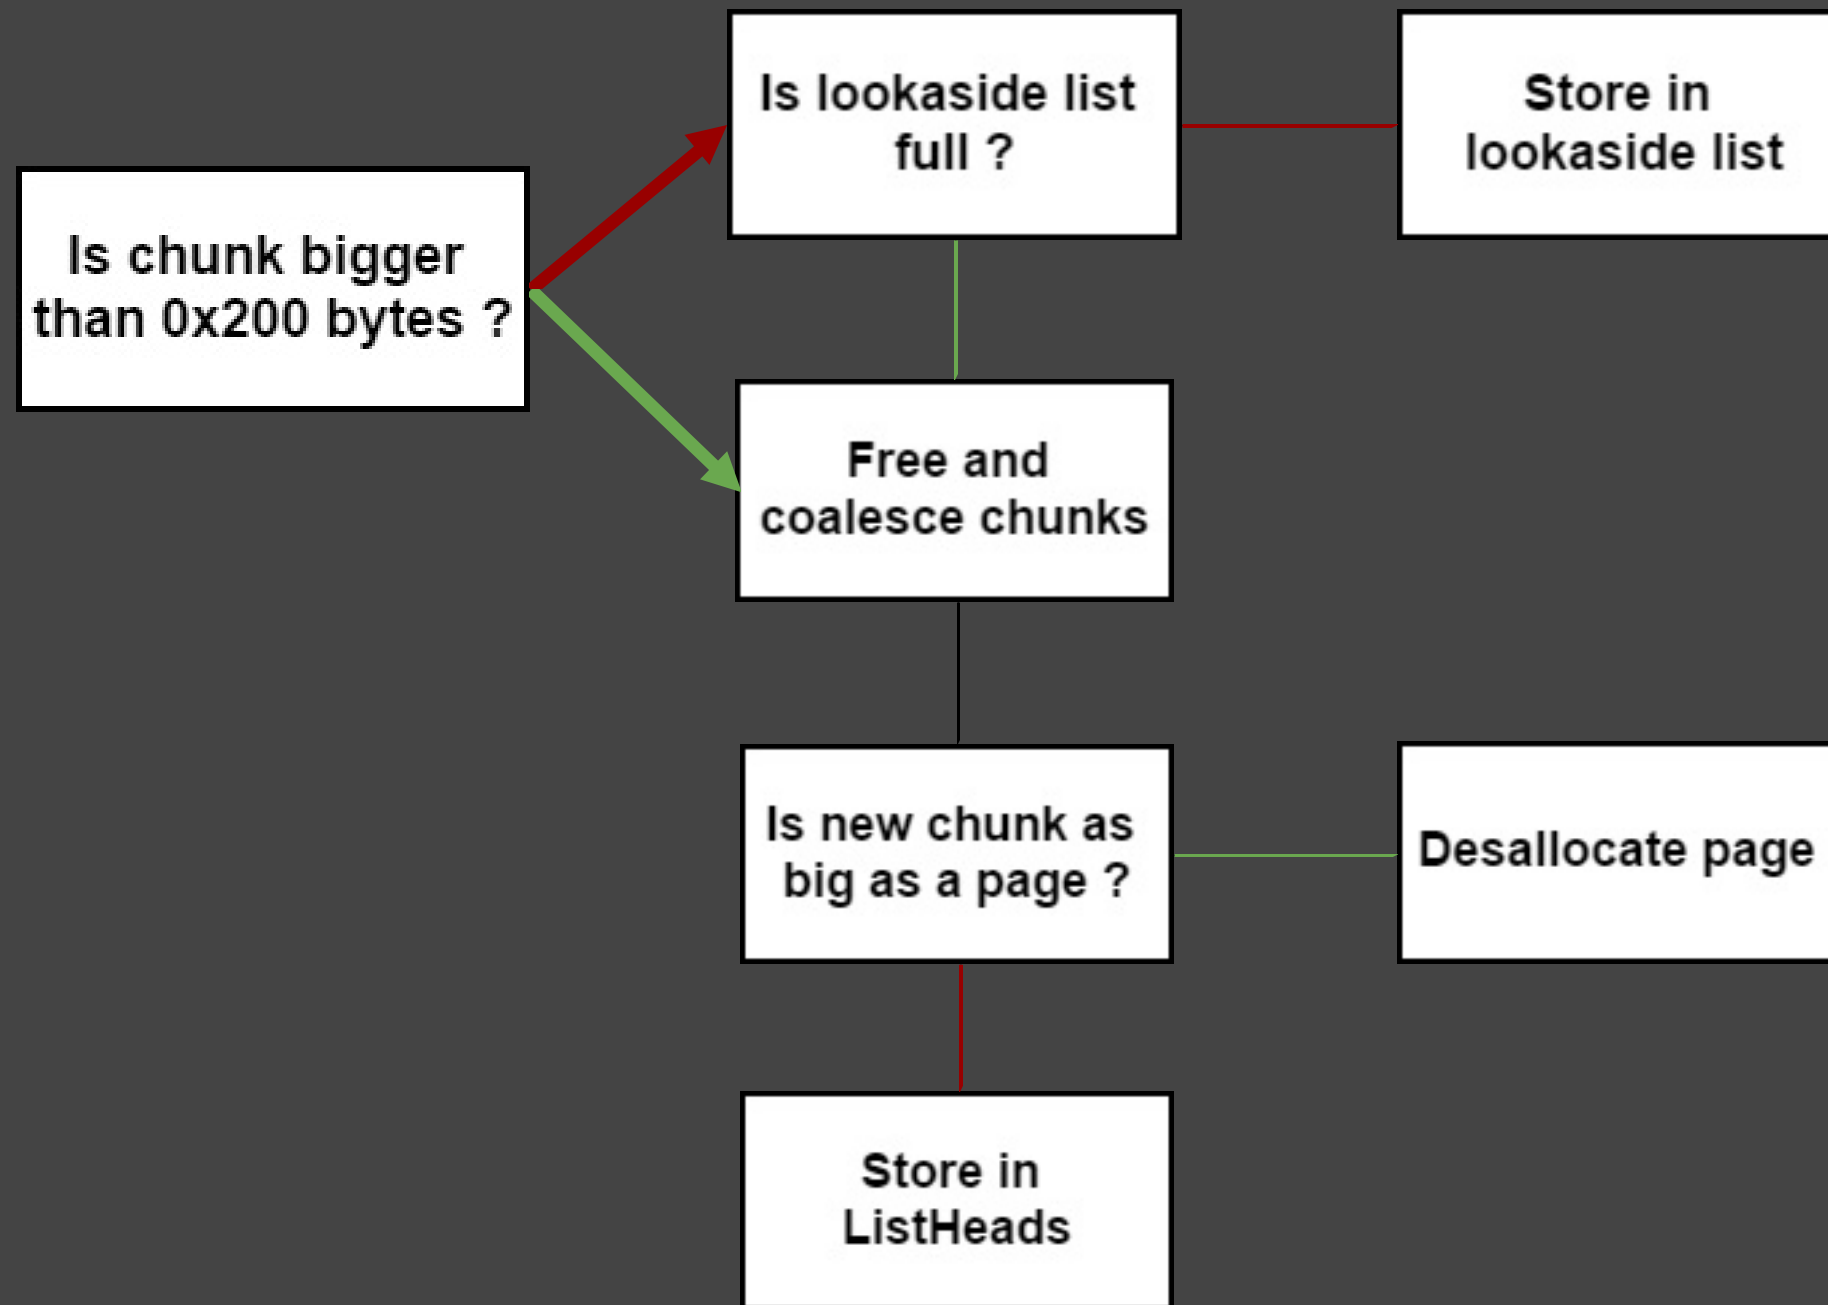 Is lookaside list
full ?
Store in
lookaside list
Is chunk bigger
than 0x200 bytes ?
Free and
coalesce chunks
Is new chunk as
big as a page ?
Desallocate page
Store in
ListHeads